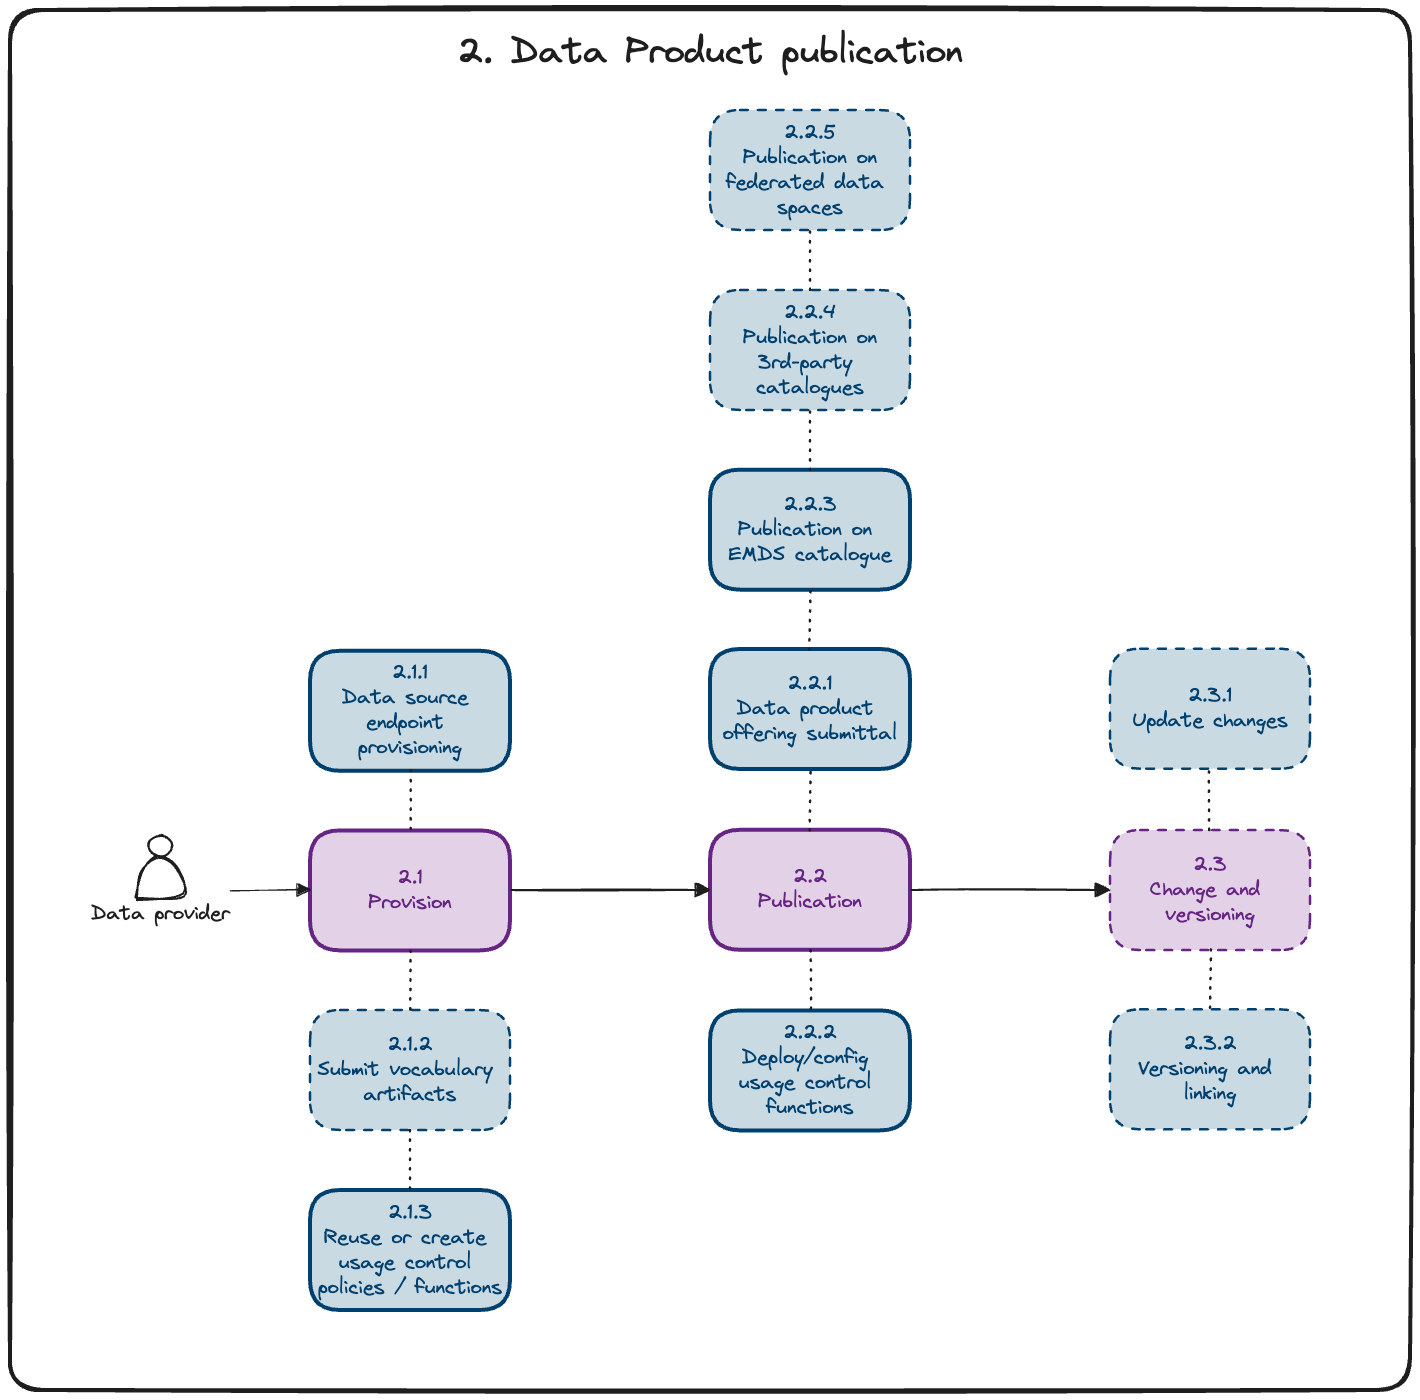 2. Data Product publication
2.2.5
Publication on
federated data
spaces
2.2.4
Publication on
3rd-party
catalogues
2.2.3
Publication on
EMDS catalogue
2.1.1
Data source
endpoint
provisioning
2.2.1
Data product
offering submittal
2.3.1
Update changes
Data provider
2.1
Provision
2.2
Publication
2.3
Change and
versioning
2.1.2
Submit vocabulary
artifacts
2.2.2
Deploy/config
usage control
functions
2.3.2
Versioning and
linking
2.1.3
Reuse or create
usage control
policies / functions